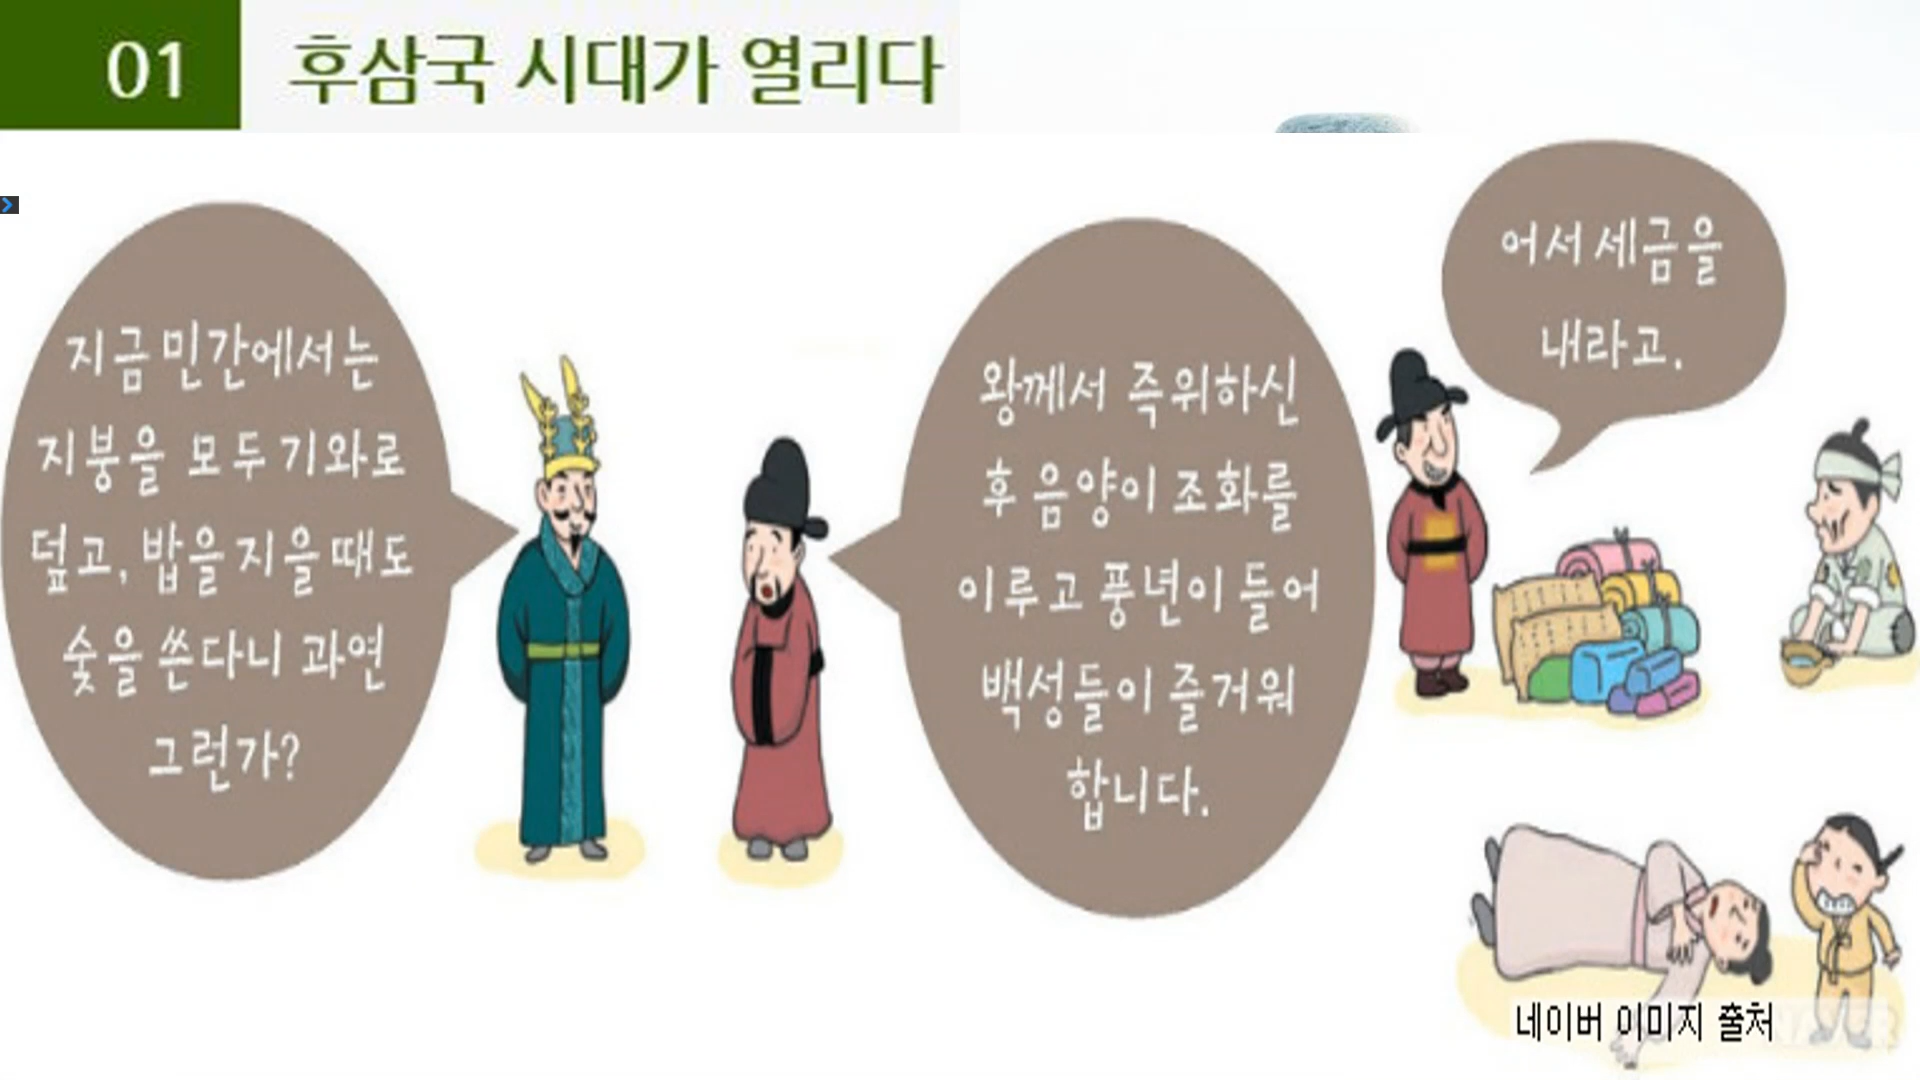 01 후삼국 시대가 열리다
지금 민간에서는
지붕을 모두 기와로
덮고, 밥을 지을 때도
숯을 쓴다니 과연
그런가?
왕께서 즉위하신
후 음양이 조화를
이루고 풍년이 들어
백성들이 즐거워
합니다.
어서 세금을
내라고.
네이버 이미지 출처